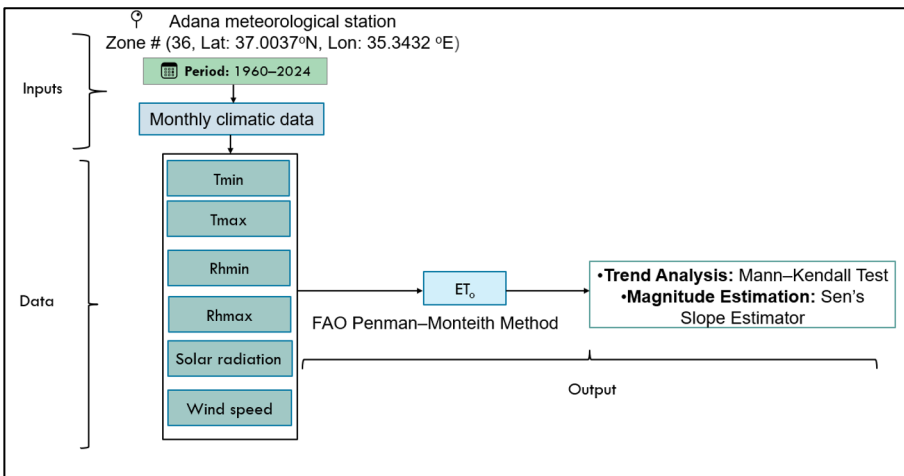 Adana meteorological station
Zone # (36, Lat: 37.0037°N, Lon: 35.3432 °E)
Inputs
Period: 1960–2024
Monthly climatic data
Data
Tmin
Tmax
Rhmin
Rhmax
Solar radiation
Wind speed
ETₒ
FAO Penman–Monteith Method
•Trend Analysis: Mann–Kendall Test
•Magnitude Estimation: Sen's
Slope Estimator
Output